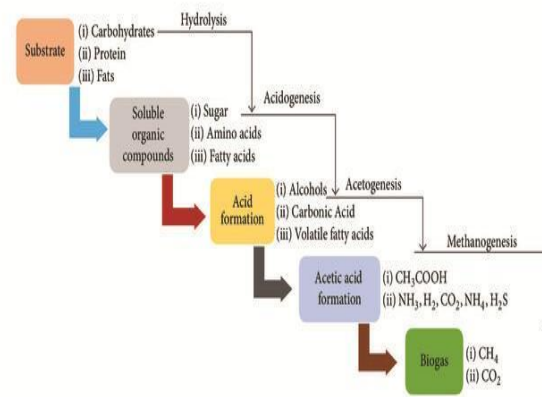 Hydrolysis
Substrate
(i) Carbohydrates
(ii) Protein
(iii) Fats
Acidogenesis
Soluble
organic
compounds
(i) Sugar
(ii) Amino acids
(iii) Fatty acids
Acetogenesis
Acid
formation
(i) Alcohols
(ii) Carbonic Acid
(iii) Volatile fatty acids
Methanogenesis
Acetic acid
formation
(i) CH₃COOH
(ii) NH₃, H₂, CO₂, NH₄, H₂S
Biogas
(i) CH₄
(ii) CO₂